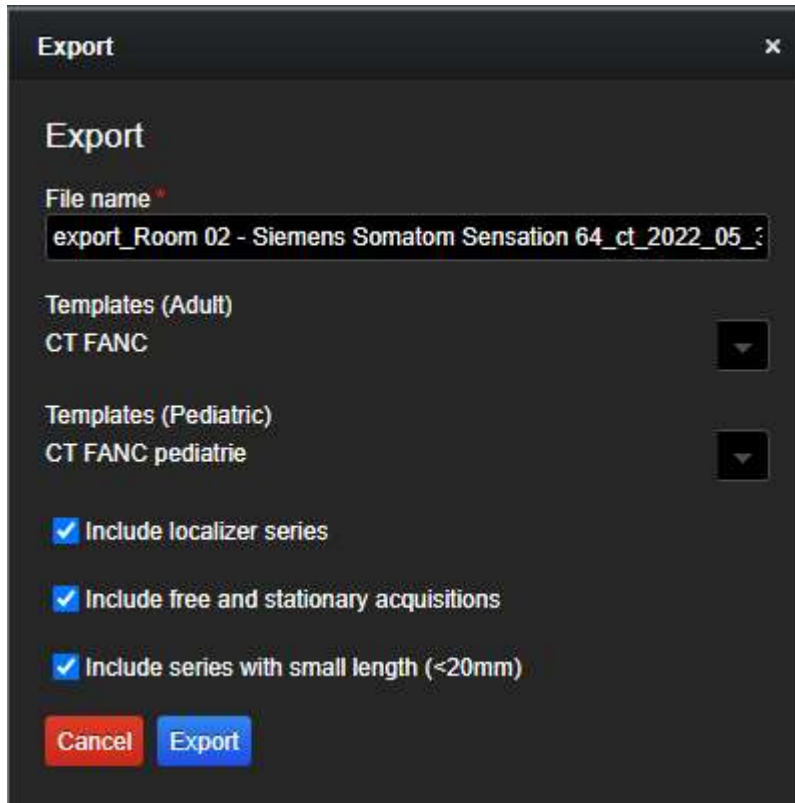 Export ×
Export
File name *
export_Room 02 - Siemens Somatom Sensation 64_ct_2022_05_
Templates (Adult)
CT FANC
Templates (Pediatric)
CT FANC pediatrie
Include localizer series
Include free and stationary acquisitions
Include series with small length (<20mm)
Cancel Export